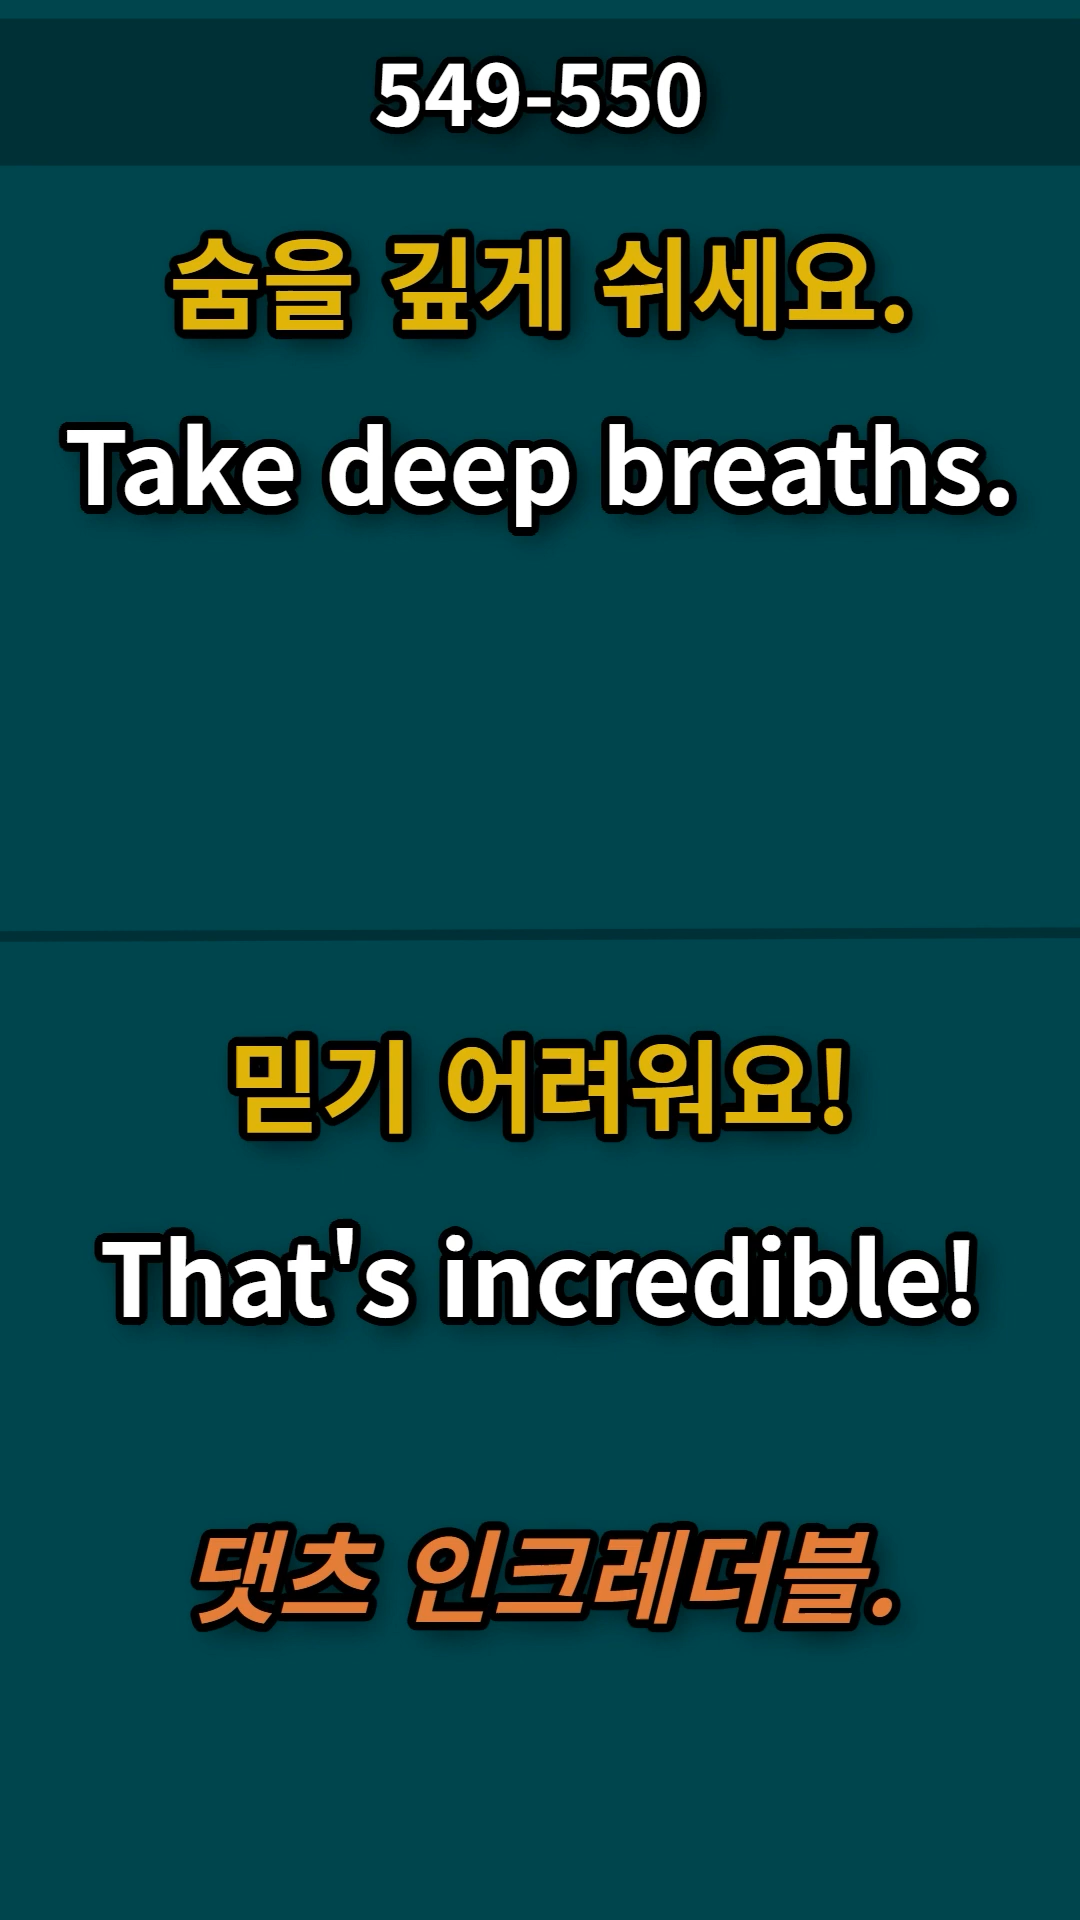 549-550
숨을 깊게 쉬세요.
Take deep breaths.
믿기 어려워요!
That's incredible!
댓츠 인크레더블.